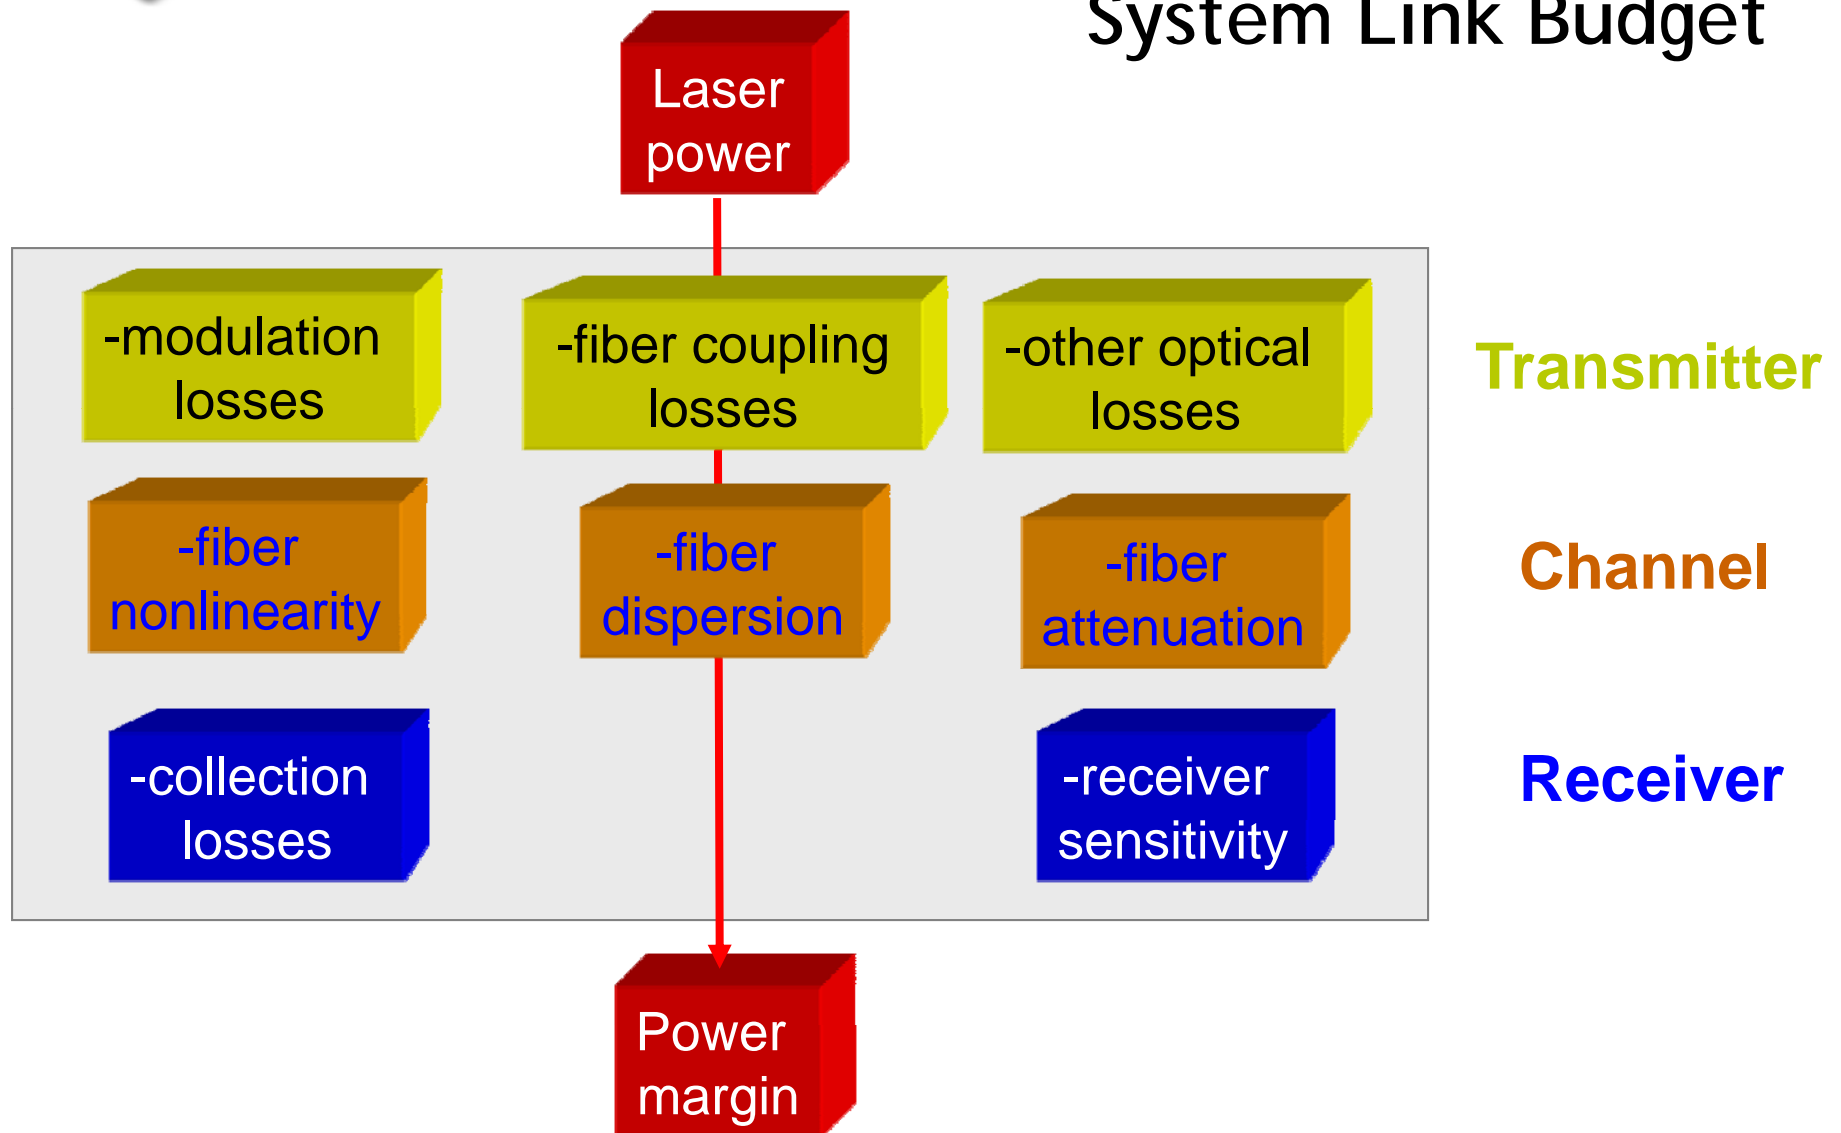 System Link Budget
Laser
power
-modulation
losses
-fiber coupling
losses
-other optical
losses
Transmitter
-fiber
nonlinearity
-fiber
dispersion
-fiber
attenuation
Channel
-collection
losses
-receiver
sensitivity
Receiver
Power
margin